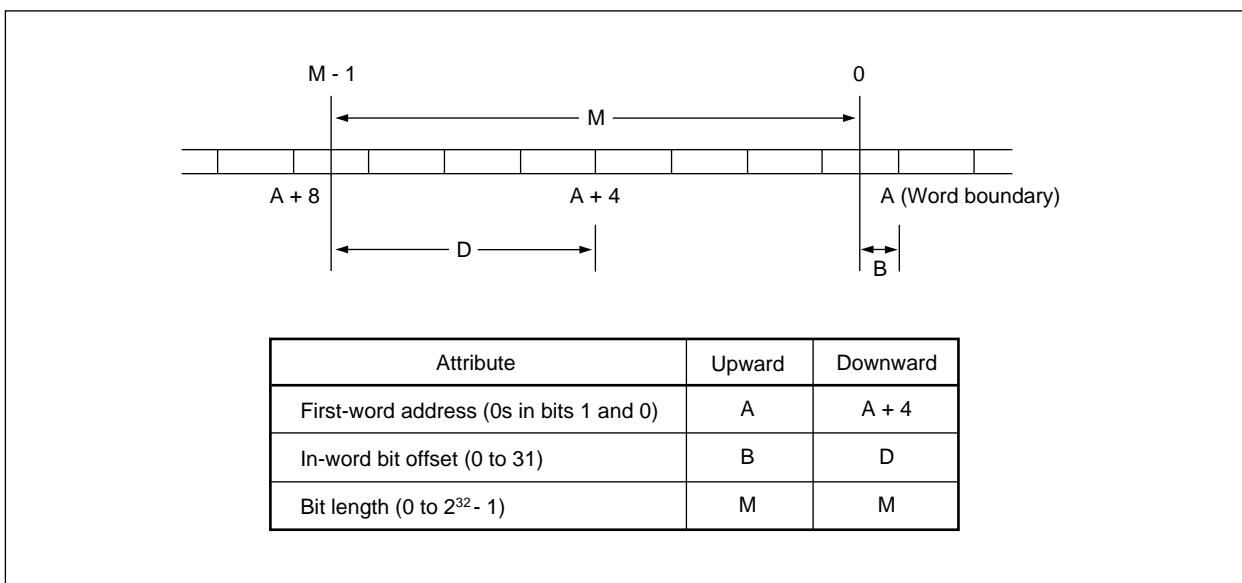 M - 1 0
M
A + 8 A + 4 A (Word boundary)
D
B
Attribute Upward Downward
First-word address (0s in bits 1 and 0) A A + 4
In-word bit offset (0 to 31) B D
Bit length (0 to 2³² - 1) M M